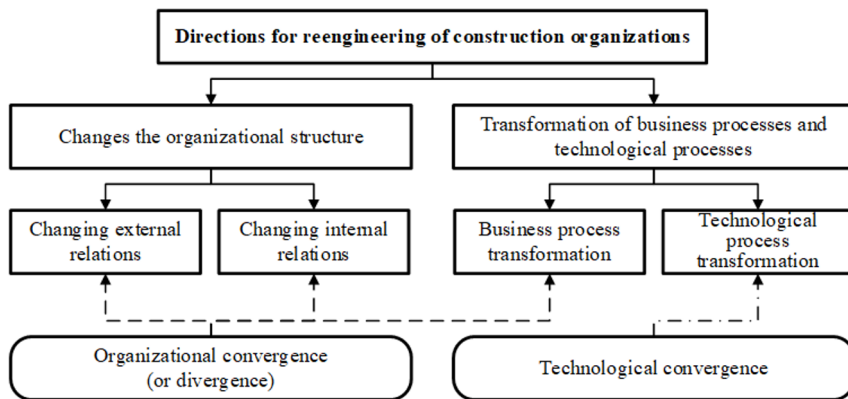 Directions for reengineering of construction organizations
Changes the organizational structure
Transformation of business processes and
technological processes
Changing external
relations
Changing internal
relations
Business process
transformation
Technological
process
transformation
Organizational convergence
(or divergence)
Technological convergence